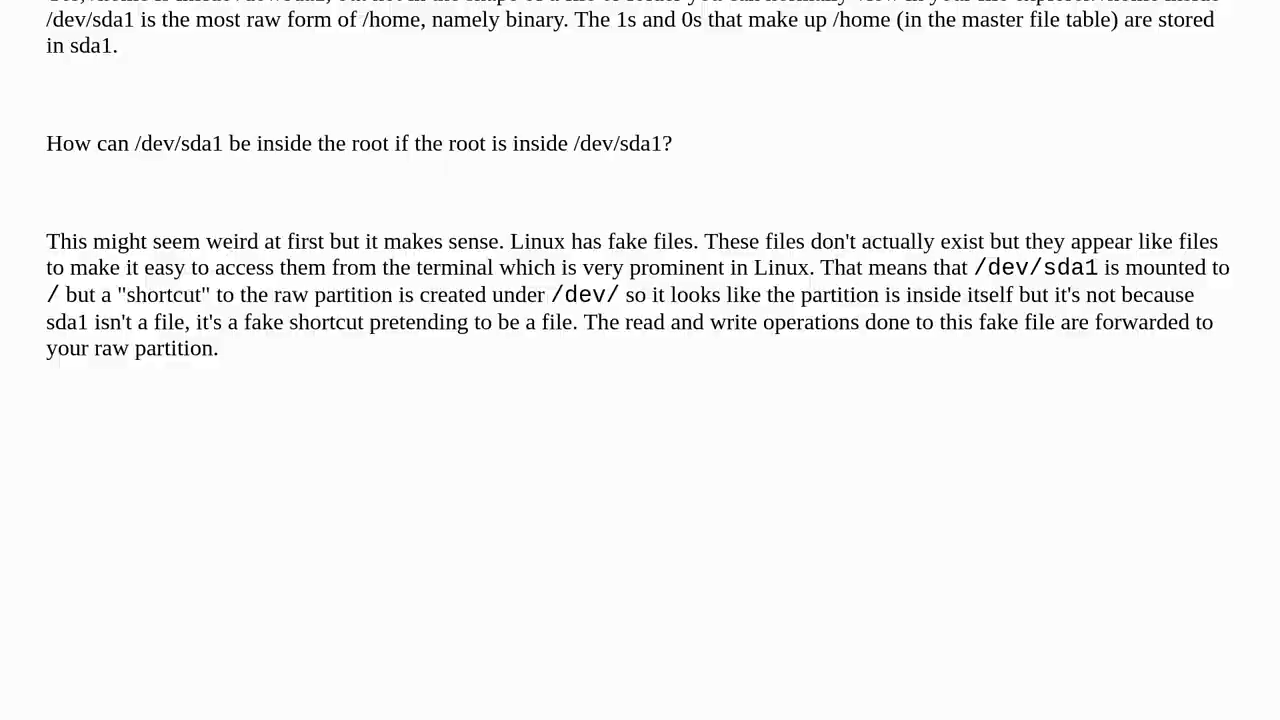 /dev/sda1 is the most raw form of /home, namely binary. The 1s and 0s that make up /home (in the master file table) are stored
in sda1.
How can /dev/sda1 be inside the root if the root is inside /dev/sda1?
This might seem weird at first but it makes sense. Linux has fake files. These files don't actually exist but they appear like files
to make it easy to access them from the terminal which is very prominent in Linux. That means that /dev/sda1 is mounted to
/ but a "shortcut" to the raw partition is created under /dev/ so it looks like the partition is inside itself but it's not because
sda1 isn't a file, it's a fake shortcut pretending to be a file. The read and write operations done to this fake file are forwarded to
your raw partition.